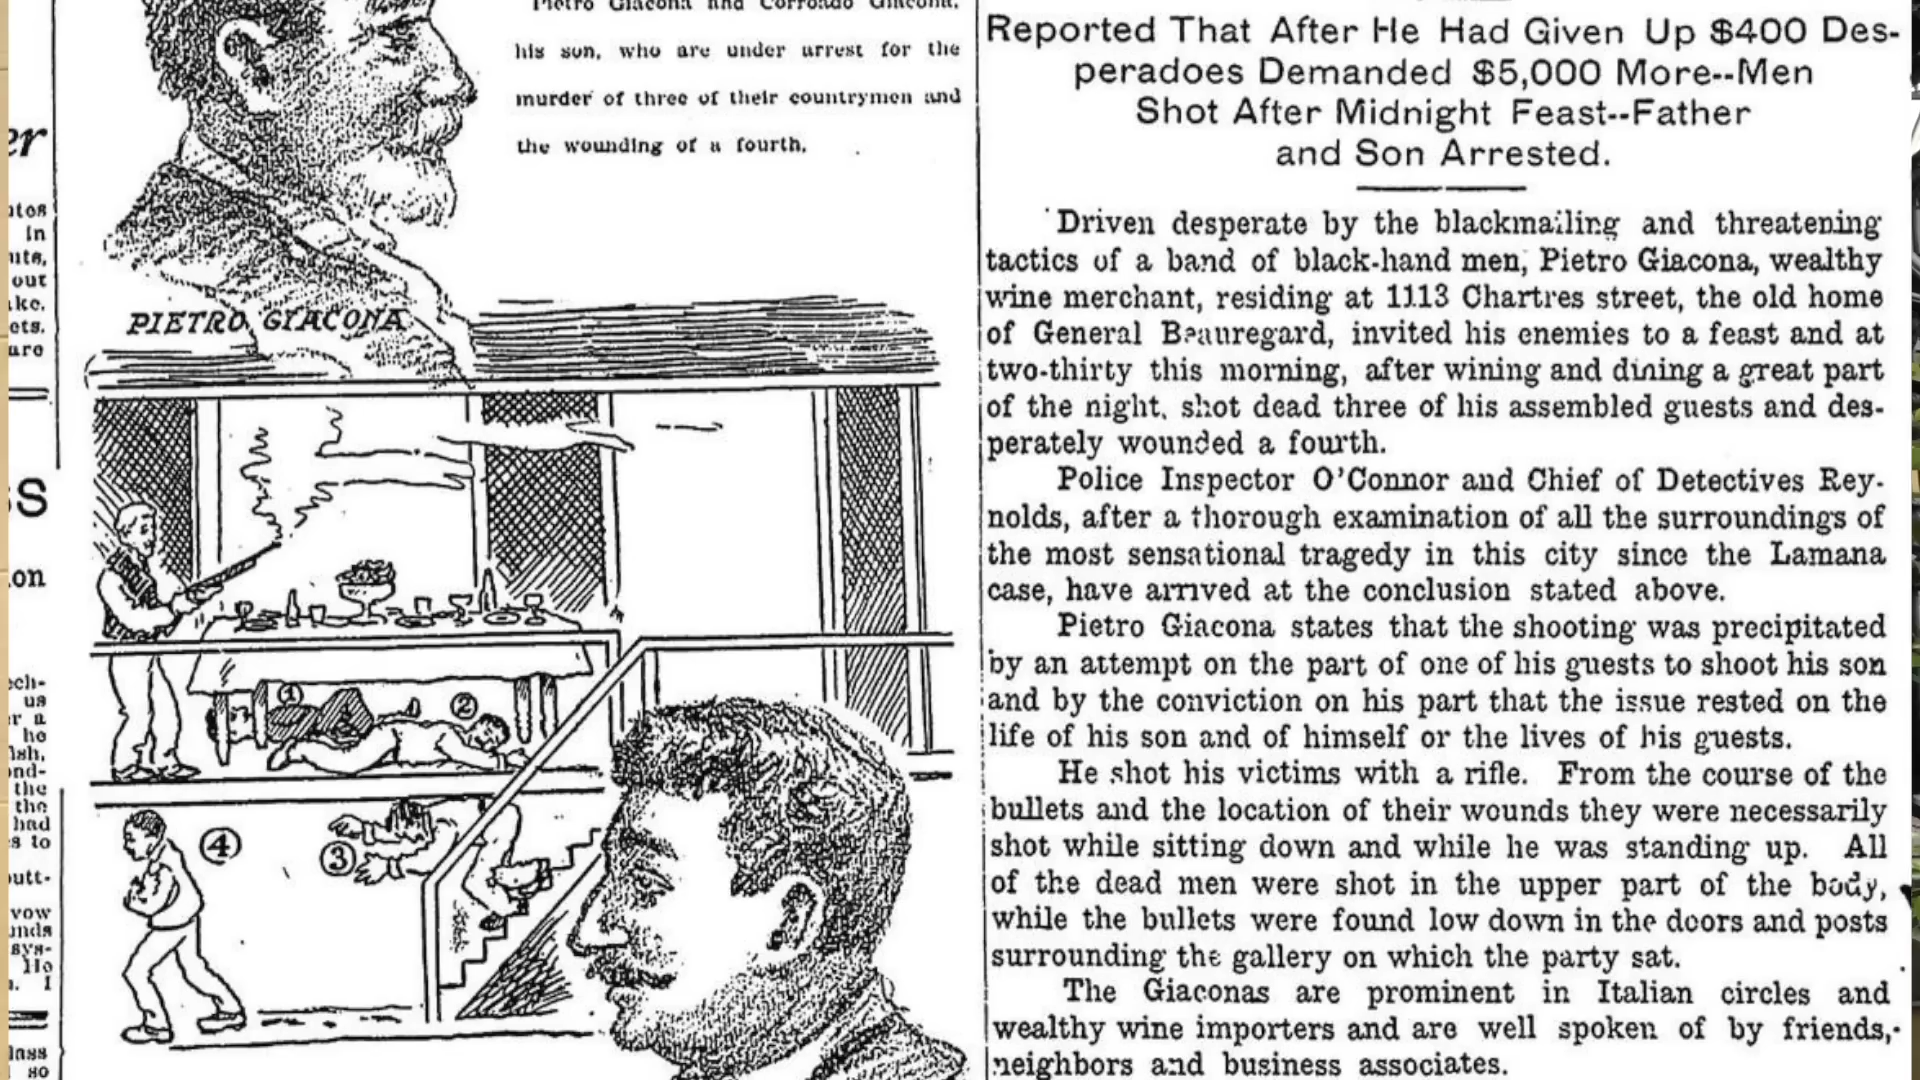 Pietro Giacona and Corrondo Giacona,
his son, who are under arrest for the
murder of three of their countrymen and
the wounding of a fourth.
PIETRO GIACONA
1
2
3
4
Reported That After He Had Given Up $400 Des-
peradoes Demanded $5,000 More--Men
Shot After Midnight Feast--Father
and Son Arrested.
Driven desperate by the blackmailing and threatening
tactics of a band of black-hand men, Pietro Giacona, wealthy
wine merchant, residing at 1113 Chartres street, the old home
of General Beauregard, invited his enemies to a feast and at
two-thirty this morning, after wining and dining a great part
of the night, shot dead three of his assembled guests and des-
perately wounded a fourth.
Police Inspector O'Connor and Chief of Detectives Rey-
nolds, after a thorough examination of all the surroundings of
the most sensational tragedy in this city since the Lamana
case, have arrived at the conclusion stated above.
Pietro Giacona states that the shooting was precipitated
by an attempt on the part of one of his guests to shoot his son
and by the conviction on his part that the issue rested on the
life of his son and of himself or the lives of his guests.
He shot his victims with a rifle. From the course of the
bullets and the location of their wounds they were necessarily
shot while sitting down and while he was standing up. All
of the dead men were shot in the upper part of the body,
while the bullets were found low down in the doors and posts
surrounding the gallery on which the party sat.
The Giaconas are prominent in Italian circles and
wealthy wine importers and are well spoken of by friends,
neighbors and business associates.